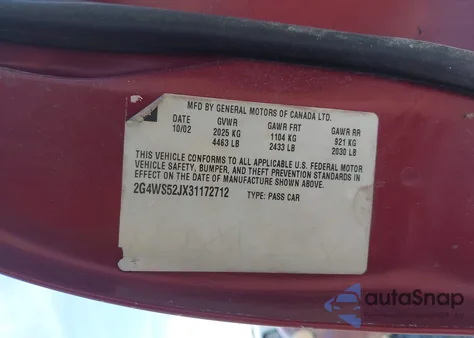 MFD BY GENERAL MOTORS OF CANADA LTD.
DATE GVWR GAWR FRT GAWR RR
10/02 2025 KG 1104 KG 921 KG
4463 LB 2433 LB 2030 LB
THIS VEHICLE CONFORMS TO ALL APPLICABLE U.S. FEDERAL MOTOR
VEHICLE SAFETY, BUMPER, AND THEFT PREVENTION STANDARDS IN
EFFECT ON THE DATE OF MANUFACTURE SHOWN ABOVE.
2G4WS52JX31172712 TYPE: PASS CAR
autoSnap